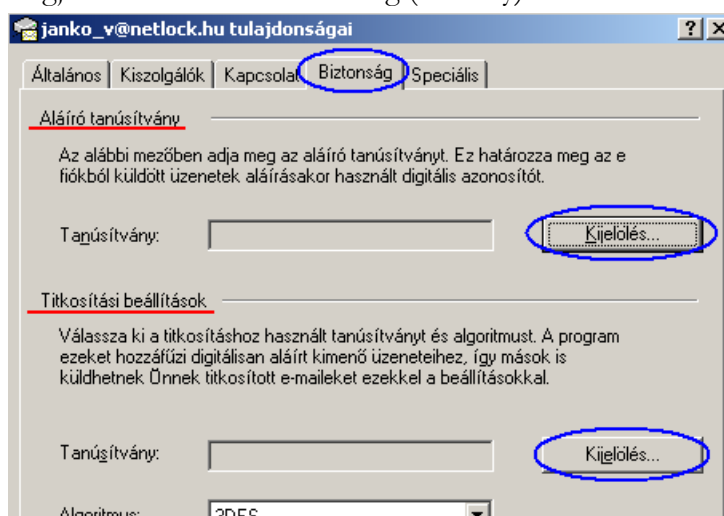 janko_v@netlock.hu tulajdonságai
Általános Kiszolgálók Kapcsolat Biztonság Speciális
Aláíró tanúsítvány
Az alábbi mezőben adja meg az aláíró tanúsítványt. Ez határozza meg az e
fiókból küldött üzenetek aláírásakor használt digitális azonosítót.
Tanúsítvány: Kijelölés...
Titkosítási beállítások
Válassza ki a titkosításhoz használt tanúsítványt és algoritmust. A program
ezeket hozzáfűzi digitálisan aláírt kimenő üzeneteihez, így mások is
küldhetnek Önnek titkosított e-maileket ezekkel a beállításokkal.
Tanúsítvány: Kijelölés...
Algoritmus: 3DES